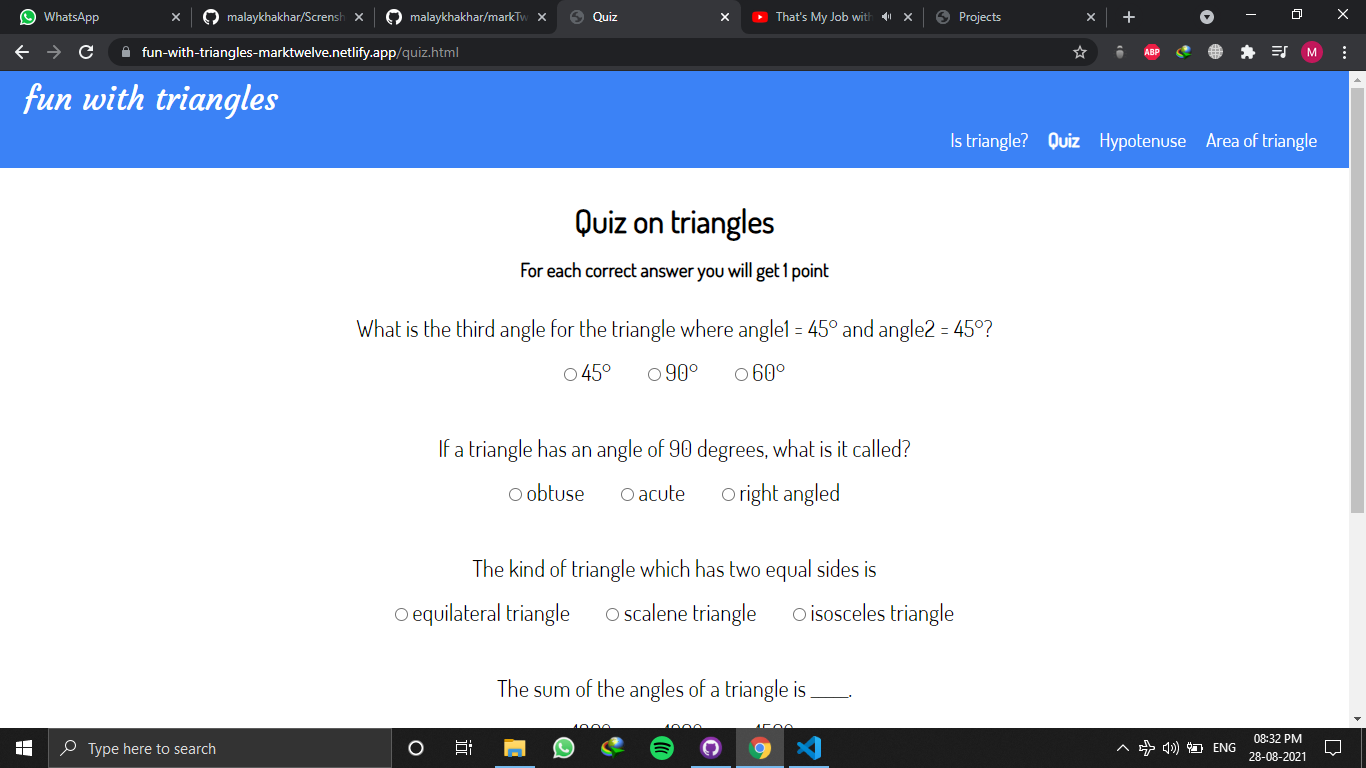 WhatsApp
malaykhakhar/Scrensh
malaykhakhar/markTw
Quiz
That's My Job with
Projects
fun-with-triangles-marktwelve.netlify.app/quiz.html
ABP
M
fun with triangles
Is triangle? Quiz Hypotenuse Area of triangle
Quiz on triangles
For each correct answer you will get 1 point
What is the third angle for the triangle where angle1 = 45° and angle2 = 45°?
45° 90° 60°
If a triangle has an angle of 90 degrees, what is it called?
obtuse acute right angled
The kind of triangle which has two equal sides is
equilateral triangle scalene triangle isosceles triangle
The sum of the angles of a triangle is ____.
Type here to search
ENG
08:32 PM
28-08-2021